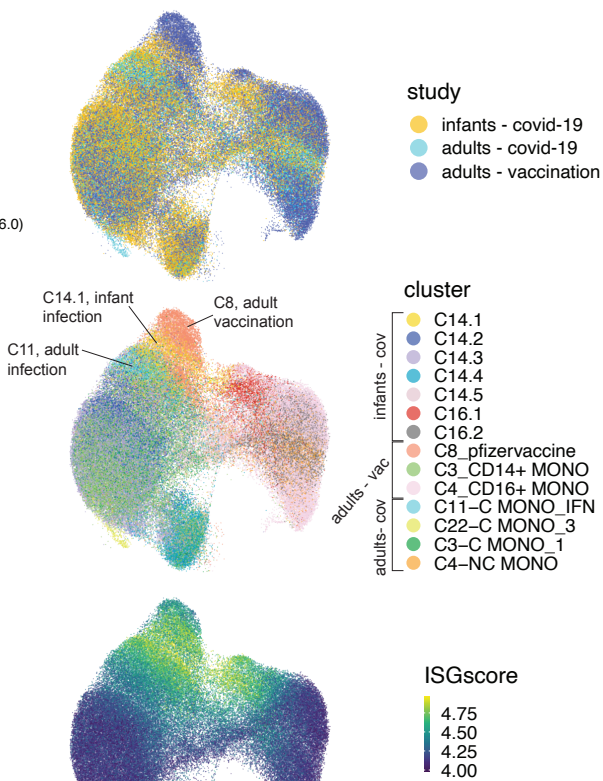 study
infants - covid-19
adults - covid-19
adults - vaccination
6.0)
C14.1, infant
infection
C8, adult
vaccination
C11, adult
infection
cluster
infants - cov
adults - vac
adults- cov
C14.1
C14.2
C14.3
C14.4
C14.5
C16.1
C16.2
C8_pfizervaccine
C3_CD14+ MONO
C4_CD16+ MONO
C11−C MONO_IFN
C22−C MONO_3
C3−C MONO_1
C4−NC MONO
ISGscore
4.75
4.50
4.25
4.00